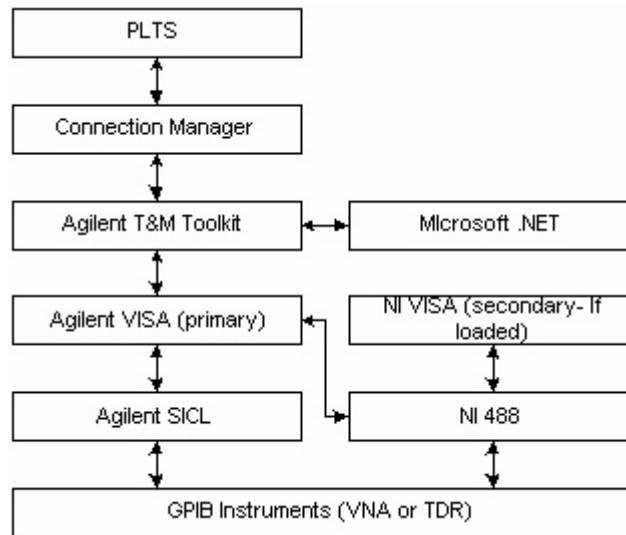 PLTS
Connection Manager
Agilent T&M Toolkit
MIcrosoft .NET
Agilent VISA (primary)
NI VISA (secondary- If
loaded)
Agilent SICL
NI 488
GPIB Instruments (VNA or TDR)